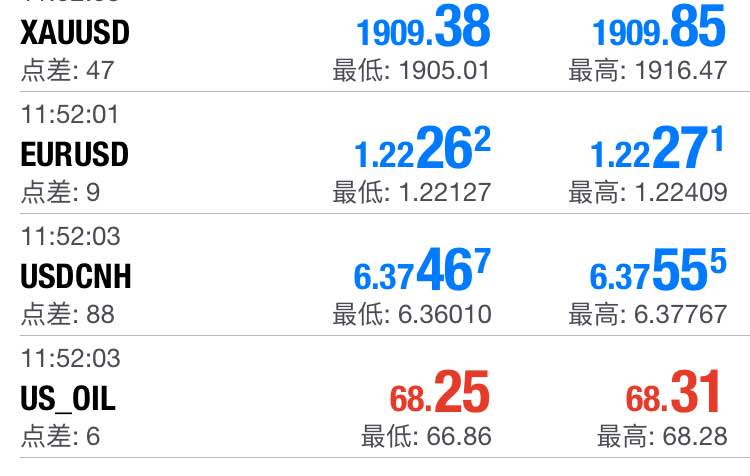 XAUUSD 1909.38 1909.85
点差: 47 最低: 1905.01 最高: 1916.47
11:52:01
EURUSD 1.22262 1.22271
点差: 9 最低: 1.22127 最高: 1.22409
11:52:03
USDCNH 6.37467 6.37555
点差: 88 最低: 6.36010 最高: 6.37767
11:52:03
US_OIL 68.25 68.31
点差: 6 最低: 66.86 最高: 68.28